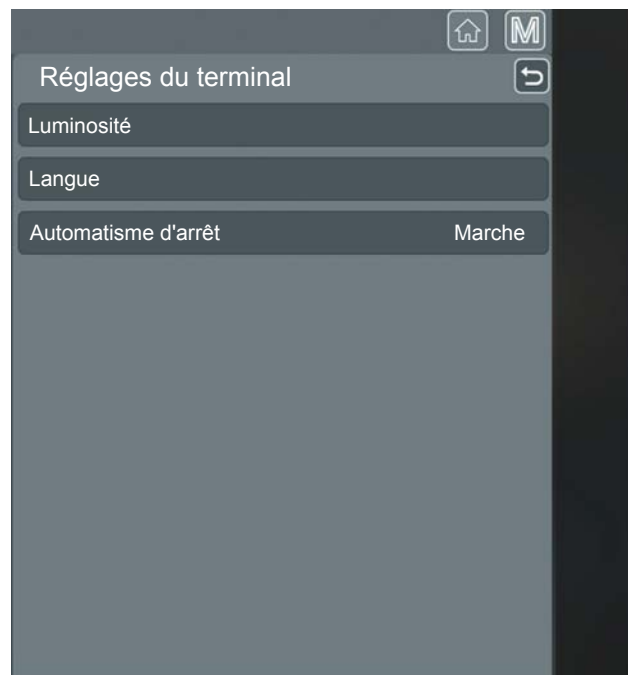 M
Réglages du terminal
Luminosité
Langue
Automatisme d'arrêt Marche